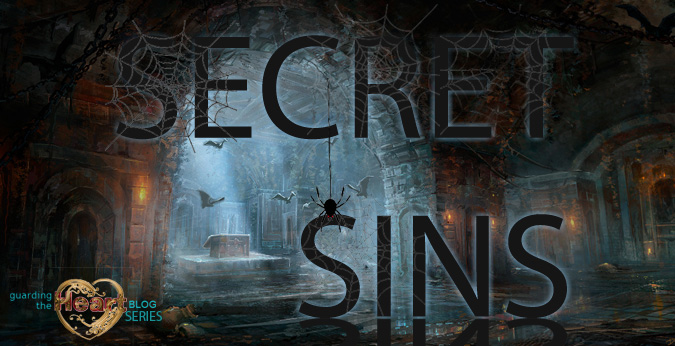 SECRET
SINS
guarding
the Heart BLOG
SERIES